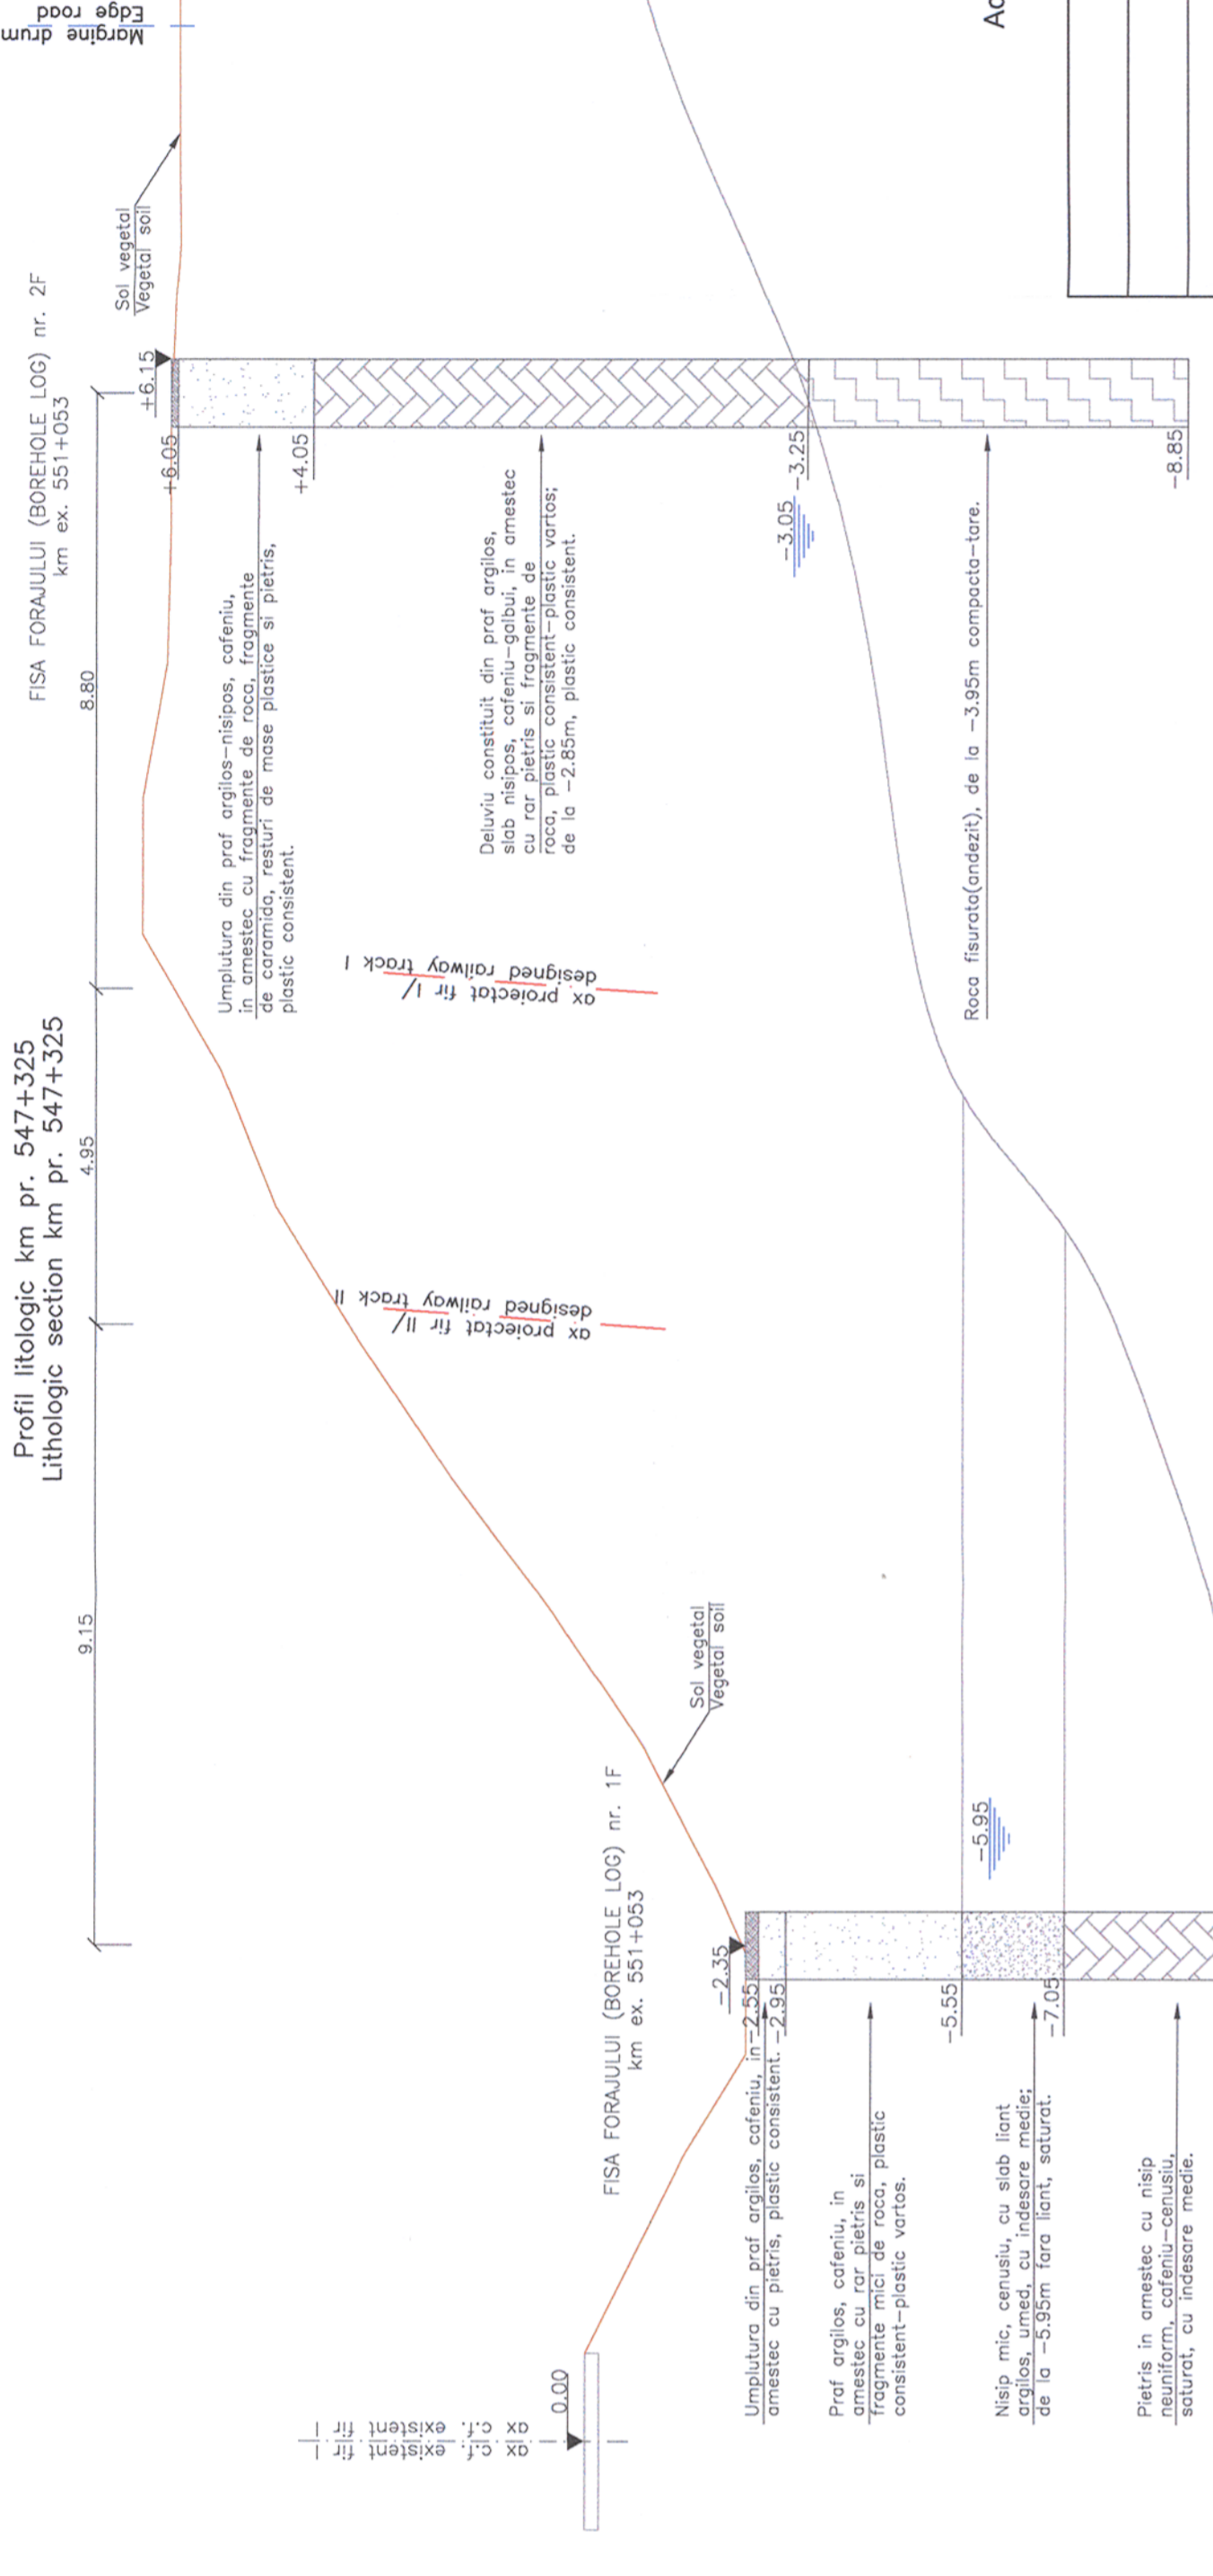 Profil litologic km pr. 547+325
Lithologic section km pr. 547+325
9.15
4.95
8.80
FISA FORAJULUI (BOREHOLE LOG) nr. 2F
km ex. 551+053
Margine drum
Edge road
Sol vegetal
Vegetal soil
+6.15
+6.05
+4.05
Umplutura din praf argilos-nisipos, cafeniu,
in amestec cu fragmente de roca, fragmente
de caramida, resturi de mase plastice si pietris,
plastic consistent.
Deluviu constituit din praf argilos,
slab nisipos, cafeniu-galbui, in amestec
cu rar pietris si fragmente de
roca, plastic consistent-plastic vartos;
de la -2.85m, plastic consistent.
-3.05
-3.25
Roca fisurata(andezit), de la -3.95m compacta-tare.
-8.85
ax proiectat fir I/
designed railway track I
ax proiectat fir II/
designed railway track II
Sol vegetal
Vegetal soil
FISA FORAJULUI (BOREHOLE LOG) nr. 1F
km ex. 551+053
ax c.f. existent fir I
ax c.f. existent fir I
0.00
-2.35
-2.55
-2.95
Umplutura din praf argilos, cafeniu, in
amestec cu pietris, plastic consistent.
Praf argilos, cafeniu, in
amestec cu rar pietris si
fragmente mici de roca, plastic
consistent-plastic vartos.
-5.55
-5.95
Nisip mic, cenusiu, cu slab liant
argilos, umed, cu indesare medie;
de la -5.95m fara liant, saturat.
-7.05
Pietris in amestec cu nisip
neuniform, cafeniu-cenusiu,
saturat, cu indesare medie.
Ad